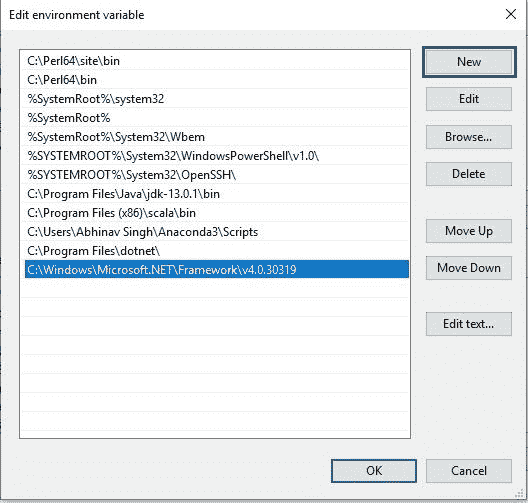 Edit environment variable
C:\Perl64\site\bin
C:\Perl64\bin
%SystemRoot%\system32
%SystemRoot%
%SystemRoot%\System32\Wbem
%SYSTEMROOT%\System32\WindowsPowerShell\v1.0\
%SYSTEMROOT%\System32\OpenSSH\
C:\Program Files\Java\jdk-13.0.1\bin
C:\Program Files (x86)\scala\bin
C:\Users\Abhinav Singh\Anaconda3\Scripts
C:\Program Files\dotnet\
C:\Windows\Microsoft.NET\Framework\v4.0.30319
New
Edit
Browse...
Delete
Move Up
Move Down
Edit text...
OK
Cancel